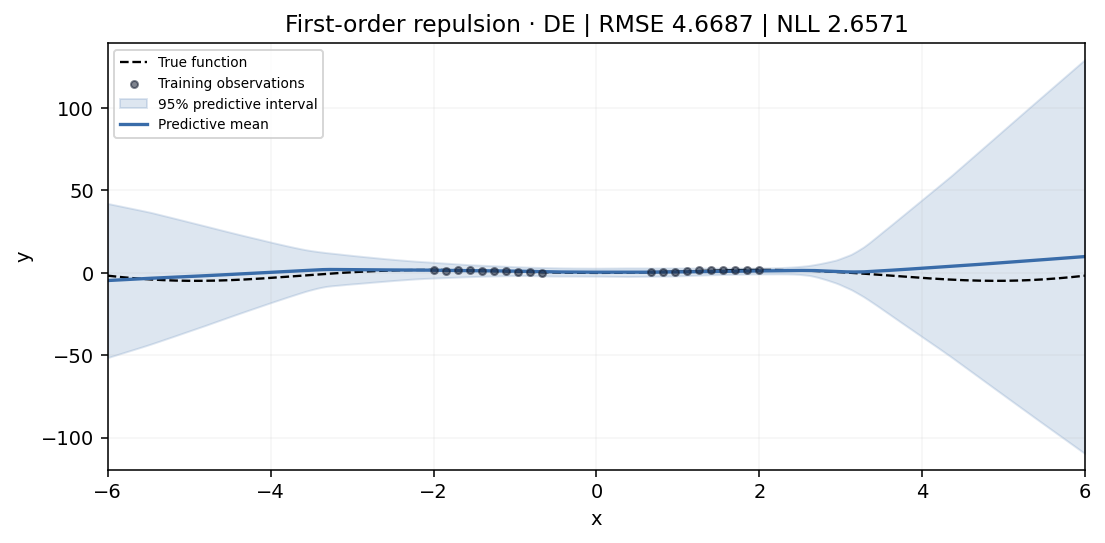 First-order repulsion · DE | RMSE 4.6687 | NLL 2.6571
True function
Training observations
95% predictive interval
Predictive mean
100
50
0
−50
−100
y
−6 −4 −2 0 2 4 6
x